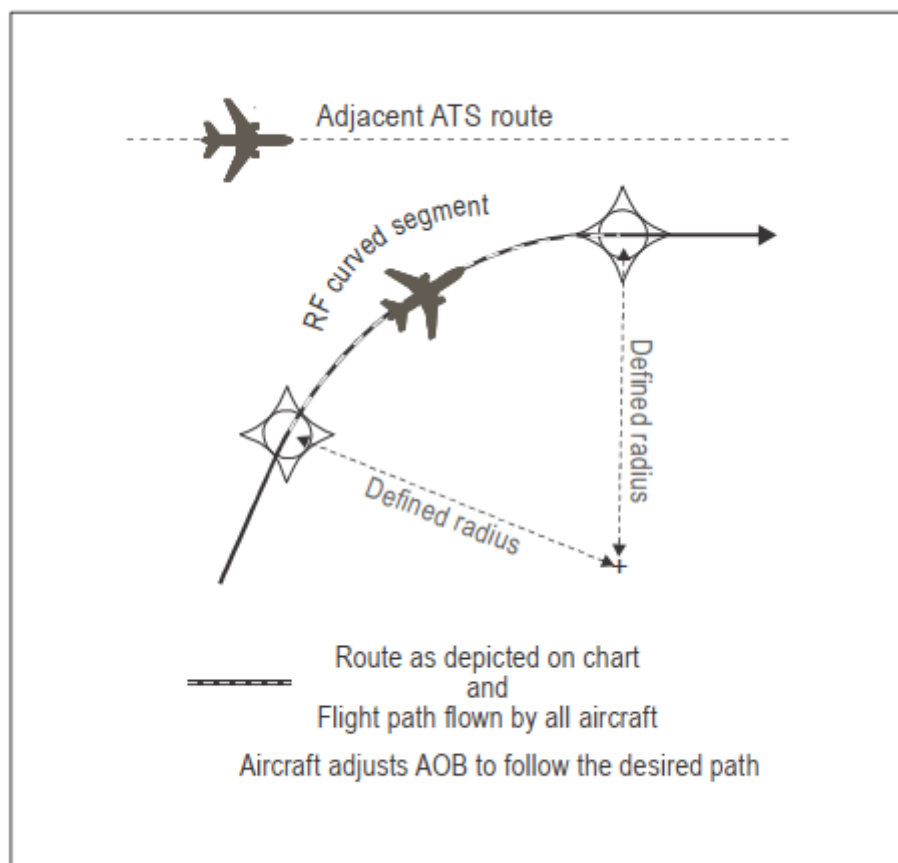 Adjacent ATS route
RF curved segment
Defined radius
Defined radius
Route as depicted on chart
and
Flight path flown by all aircraft
Aircraft adjusts AOB to follow the desired path